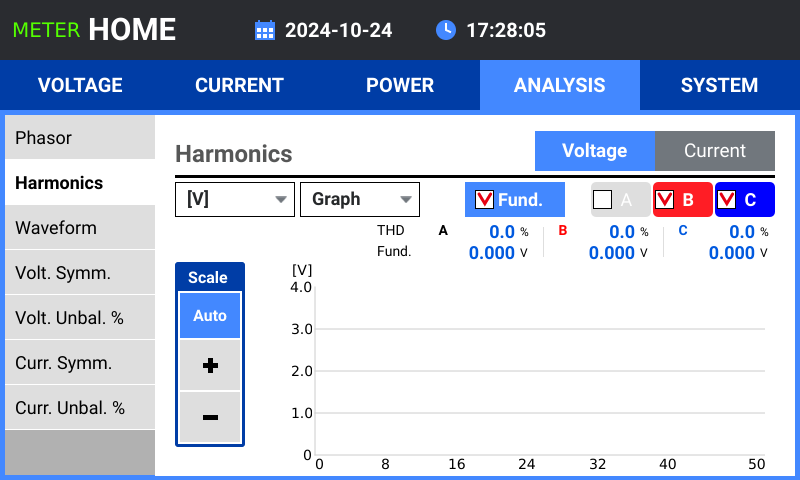 METER HOME 2024-10-24 17:28:05
VOLTAGE CURRENT POWER ANALYSIS SYSTEM
Phasor
Harmonics
Waveform
Volt. Symm.
Volt. Unbal. %
Curr. Symm.
Curr. Unbal. %
Harmonics Voltage Current
[V] Graph Fund. A B C
THD A 0.0 % B 0.0 % C 0.0 %
Fund. 0.000 V 0.000 V 0.000 V
Scale
Auto
+
−
[V]
4.0
3.0
2.0
1.0
0
0 8 16 24 32 40 50